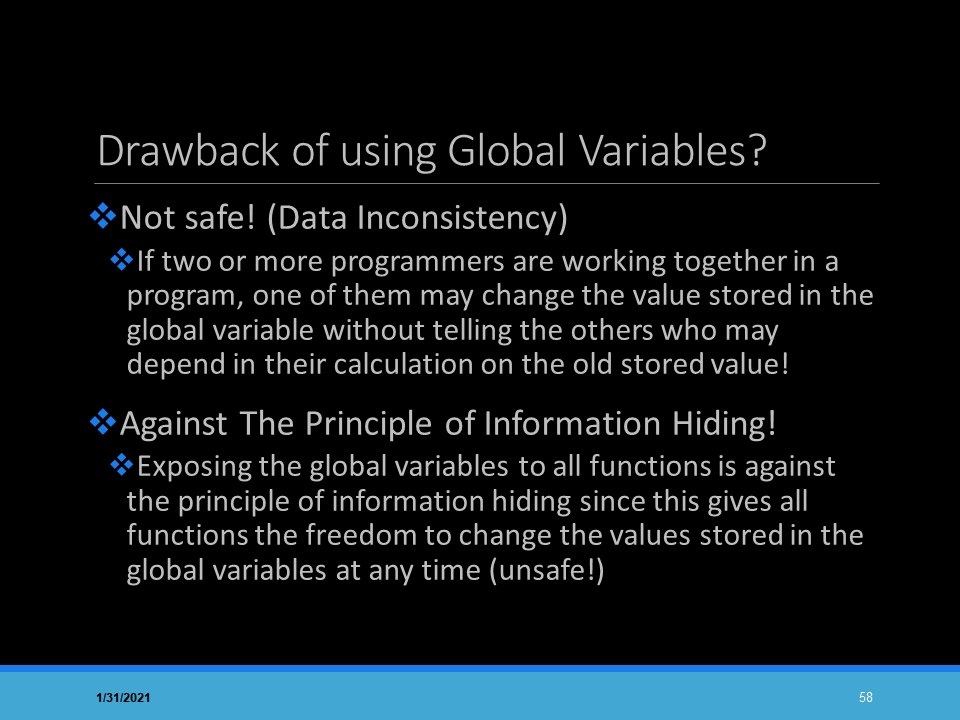 Drawback of using Global Variables?
Not safe! (Data Inconsistency)
If two or more programmers are working together in a
program, one of them may change the value stored in the
global variable without telling the others who may
depend in their calculation on the old stored value!
Against The Principle of Information Hiding!
Exposing the global variables to all functions is against
the principle of information hiding since this gives all
functions the freedom to change the values stored in the
global variables at any time (unsafe!)
1/31/2021
58